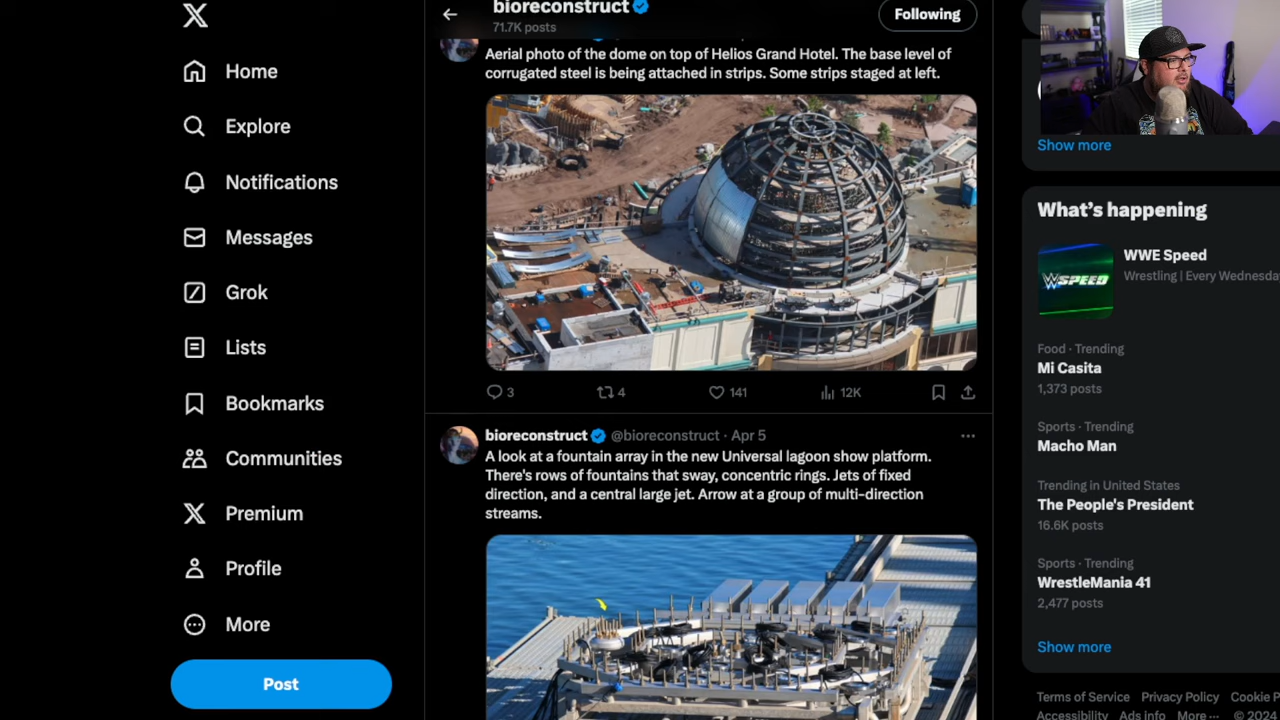 Home
Explore
Notifications
Messages
Grok
Lists
Bookmarks
Communities
Premium
Profile
More
Post
bioreconstruct
71.7K posts
Following
Aerial photo of the dome on top of Helios Grand Hotel. The base level of
corrugated steel is being attached in strips. Some strips staged at left.
3
4
141
12K
bioreconstruct @bioreconstruct · Apr 5
A look at a fountain array in the new Universal lagoon show platform.
There's rows of fountains that sway, concentric rings. Jets of fixed
direction, and a central large jet. Arrow at a group of multi-direction
streams.
Show more
What's happening
SPEED
WWE Speed
Wrestling | Every Wednesda
Food · Trending
Mi Casita
1,373 posts
Sports · Trending
Macho Man
Trending in United States
The People's President
16.6K posts
Sports · Trending
WrestleMania 41
2,477 posts
Show more
Terms of Service Privacy Policy Cookie P
Accessibility Ads info More ··· © 2024